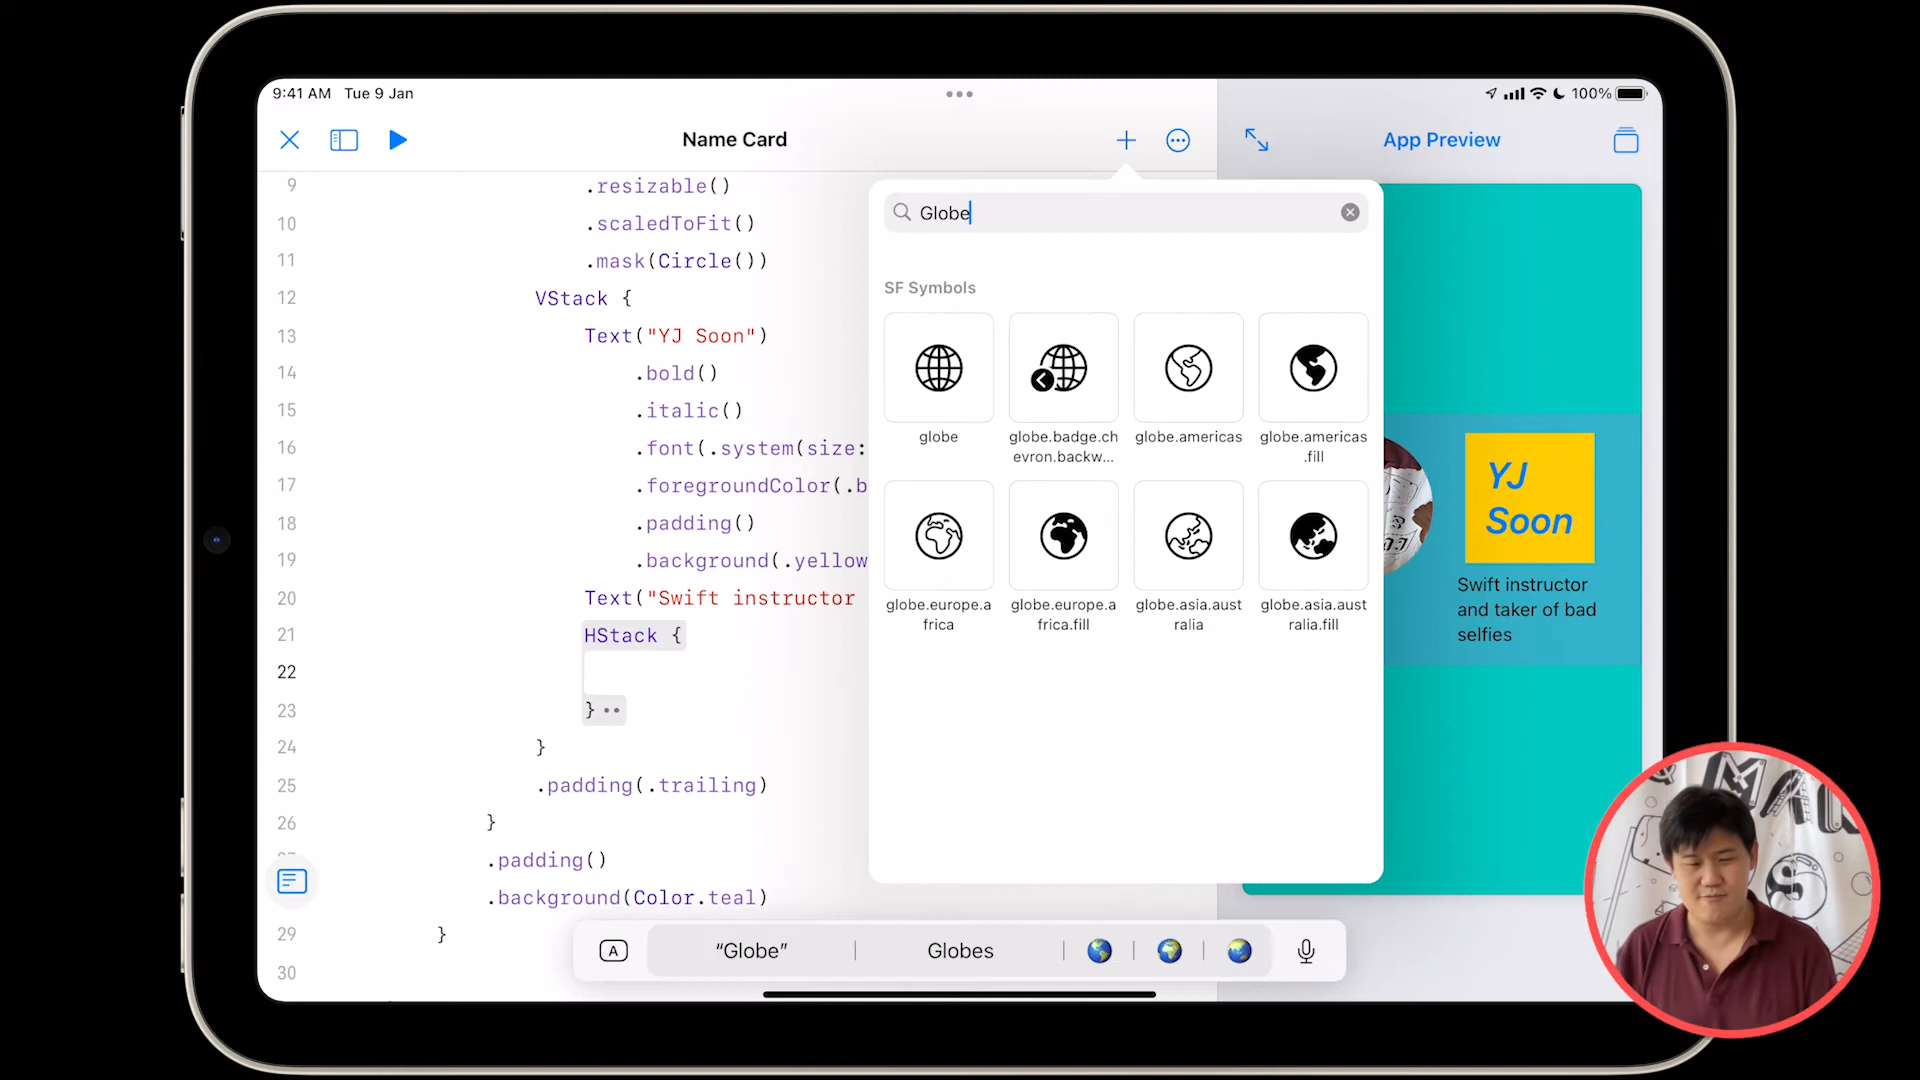 9:41 AM Tue 9 Jan
100%
Name Card
App Preview
9 .resizable()
10 .scaledToFit()
11 .mask(Circle())
12 VStack {
13 Text("YJ Soon")
14 .bold()
15 .italic()
16 .font(.system(size:
17 .foregroundColor(.b
18 .padding()
19 .background(.yellow
20 Text("Swift instructor
21 HStack {
22
23 }
24 }
25 .padding(.trailing)
26 }
.padding()
.background(Color.teal)
29 }
30
Globe
SF Symbols
globe
globe.badge.ch
evron.backw...
globe.americas
globe.americas
.fill
globe.europe.a
frica
globe.europe.a
frica.fill
globe.asia.aust
ralia
globe.asia.aust
ralia.fill
YJ
Soon
Swift instructor
and taker of bad
selfies
A
“Globe”
Globes